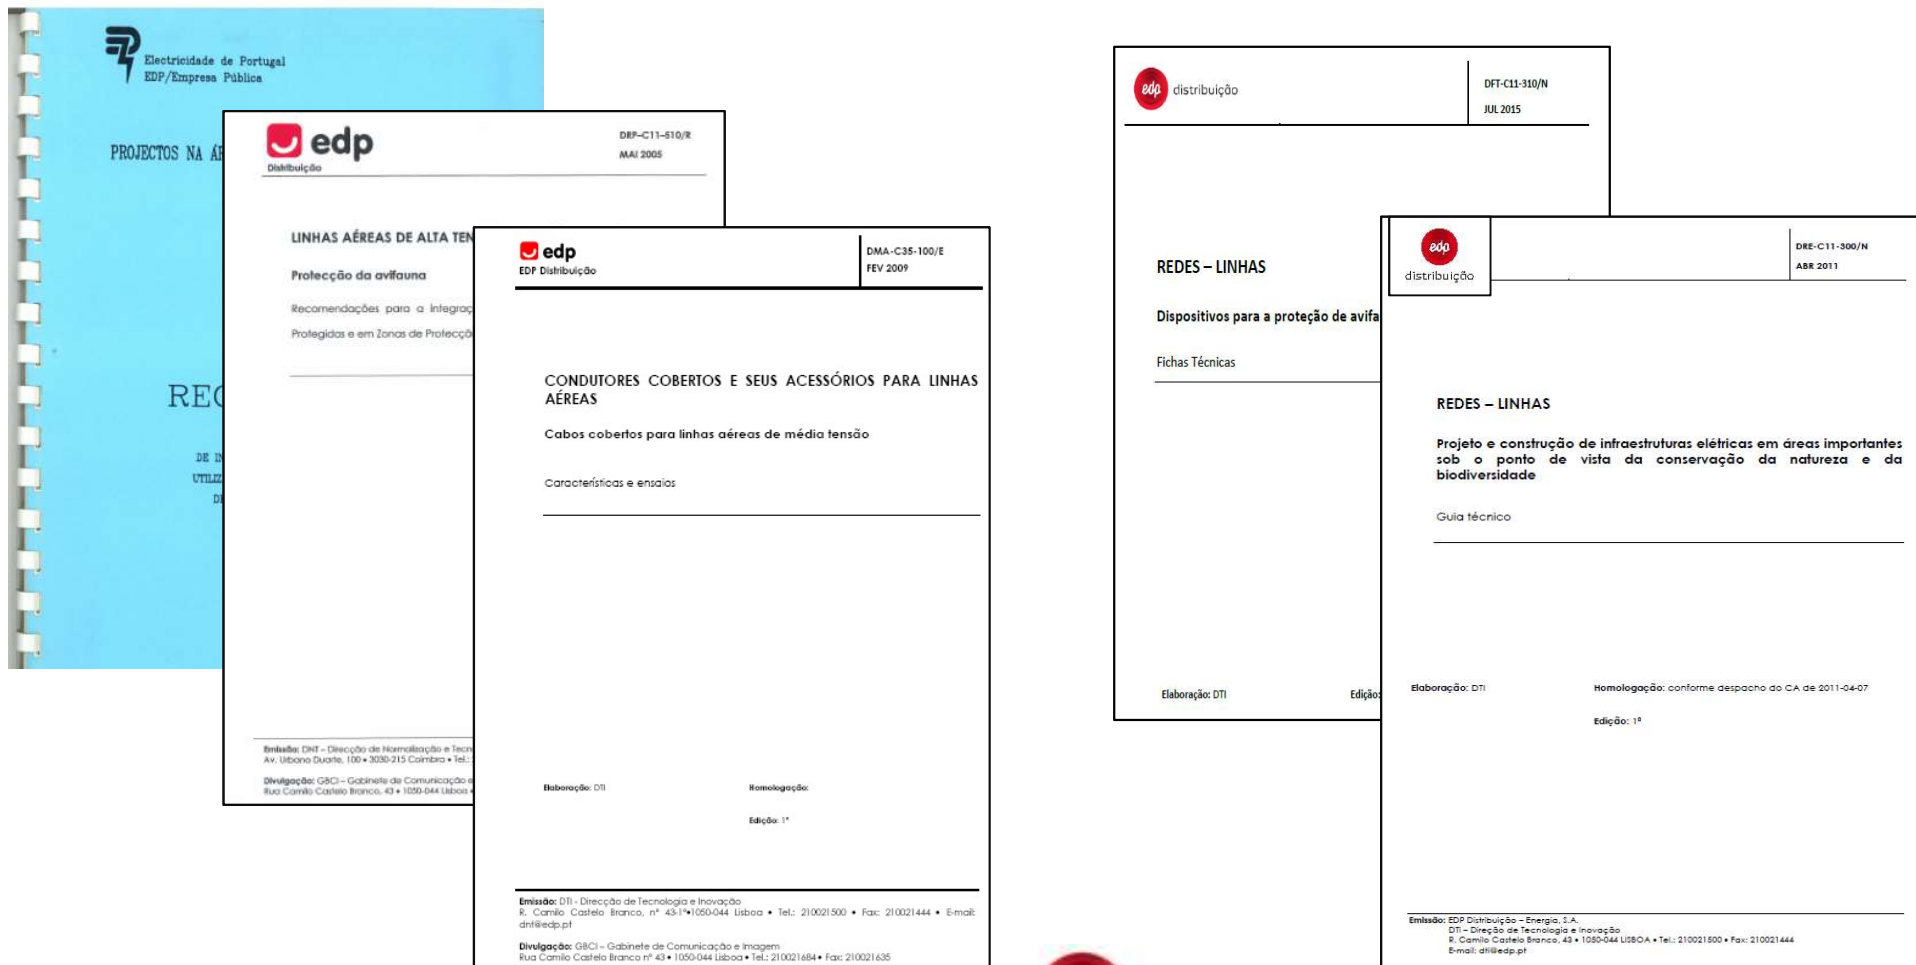 Electricidade de Portugal
EDP/Empresa Pública
PROJECTOS NA
DE
edp
Distribuição
DRP–C11–510/R
MAI 2005
LINHAS AÉREAS DE ALTA
Protecção da avifauna
Recomendações para a
Protegidas e em Zonas de
Emissão: DNT – Direcção de Normalização e
Av. Urbano Duarte, 100 • 3030-215 Coimbra • Tel.:
Divulgação: GBCI – Gabinete de Comunicação e
Rua Camilo Castelo Branco, 43 • 1050-044 Lisboa •
edp
EDP Distribuição
DMA-C35-100/E
FEV 2009
CONDUTORES COBERTOS E SEUS ACESSÓRIOS PARA LINHAS
AÉREAS
Cabos cobertos para linhas aéreas de média tensão
Características e ensaios
Elaboração: DTI
Homologação:
Edição: 1ª
Emissão: DTI - Direcção de Tecnologia e Inovação
R. Camilo Castelo Branco, nº 43-1º•1050-044 Lisboa • Tel.: 210021500 • Fax: 210021444 • E-mail:
dnt@edp.pt
Divulgação: GBCI – Gabinete de Comunicação e Imagem
Rua Camilo Castelo Branco nº 43 • 1050-044 Lisboa • Tel.: 210021684 • Fax: 210021635
edp distribuição
DFT-C11-310/N
JUL 2015
REDES – LINHAS
Dispositivos para a proteção de
Fichas Técnicas
Elaboração: DTI
Edição:
edp
distribuição
DRE-C11-300/N
ABR 2011
REDES – LINHAS
Projeto e construção de infraestruturas elétricas em áreas importantes
sob o ponto de vista da conservação da natureza e da
biodiversidade
Guia técnico
Elaboração: DTI
Homologação: conforme despacho do CA de 2011-04-07
Edição: 1ª
Emissão: EDP Distribuição – Energia, S.A.
DTI – Direção de Tecnologia e Inovação
R. Camilo Castelo Branco, 43 • 1050-044 LISBOA • Tel.: 210021500 • Fax: 210021444
E-mail: dti@edp.pt